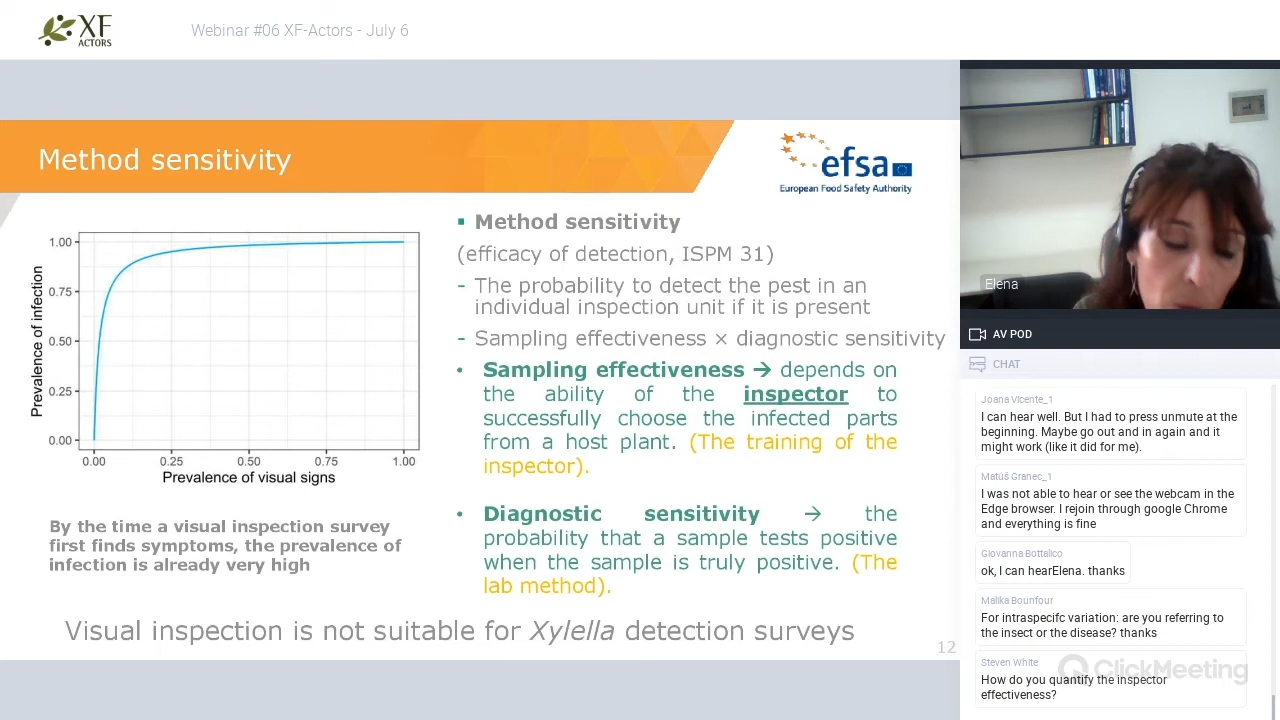 XF
ACTORS
Webinar #06 XF-Actors - July 6
Method sensitivity
efsa
European Food Safety Authority
1.00
0.75
0.50
0.25
0.00
Prevalence of infection
0.00 0.25 0.50 0.75 1.00
Prevalence of visual signs
By the time a visual inspection survey
first finds symptoms, the prevalence of
infection is already very high
▪ Method sensitivity
(efficacy of detection, ISPM 31)
- The probability to detect the pest in an
individual inspection unit if it is present
- Sampling effectiveness × diagnostic sensitivity
• Sampling effectiveness → depends on
the ability of the inspector to
successfully choose the infected parts
from a host plant. (The training of the
inspector).
• Diagnostic sensitivity → the
probability that a sample tests positive
when the sample is truly positive. (The
lab method).
Visual inspection is not suitable for Xylella detection surveys
12
Elena
AV POD
CHAT
Joana Vicente_1
I can hear well. But I had to press unmute at the
beginning. Maybe go out and in again and it
might work (like it did for me).
Matúš Granec_1
I was not able to hear or see the webcam in the
Edge browser. I rejoin through google Chrome
and everything is fine
Giovanna Bottalico
ok, I can hearElena. thanks
Malika Bounfour
For intraspecifc variation: are you referring to
the insect or the disease? thanks
Steven White
How do you quantify the inspector
effectiveness?
ClickMeeting